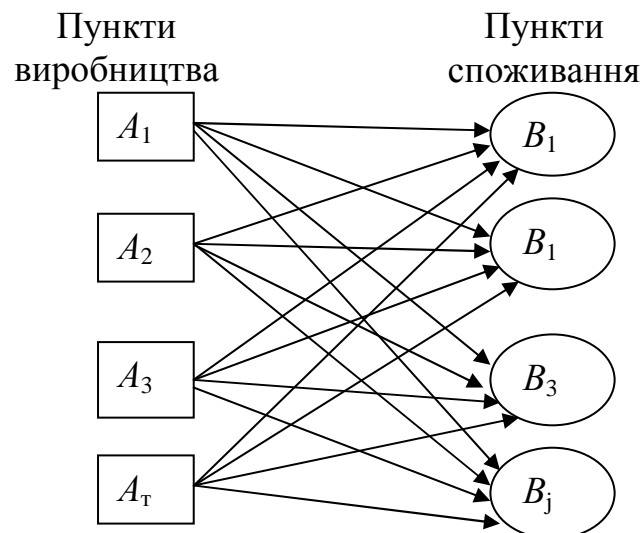 Пункти виробництва
Пункти споживання
A₁
B₁
A₂
B₁
A₃
B₃
Aт
Bj